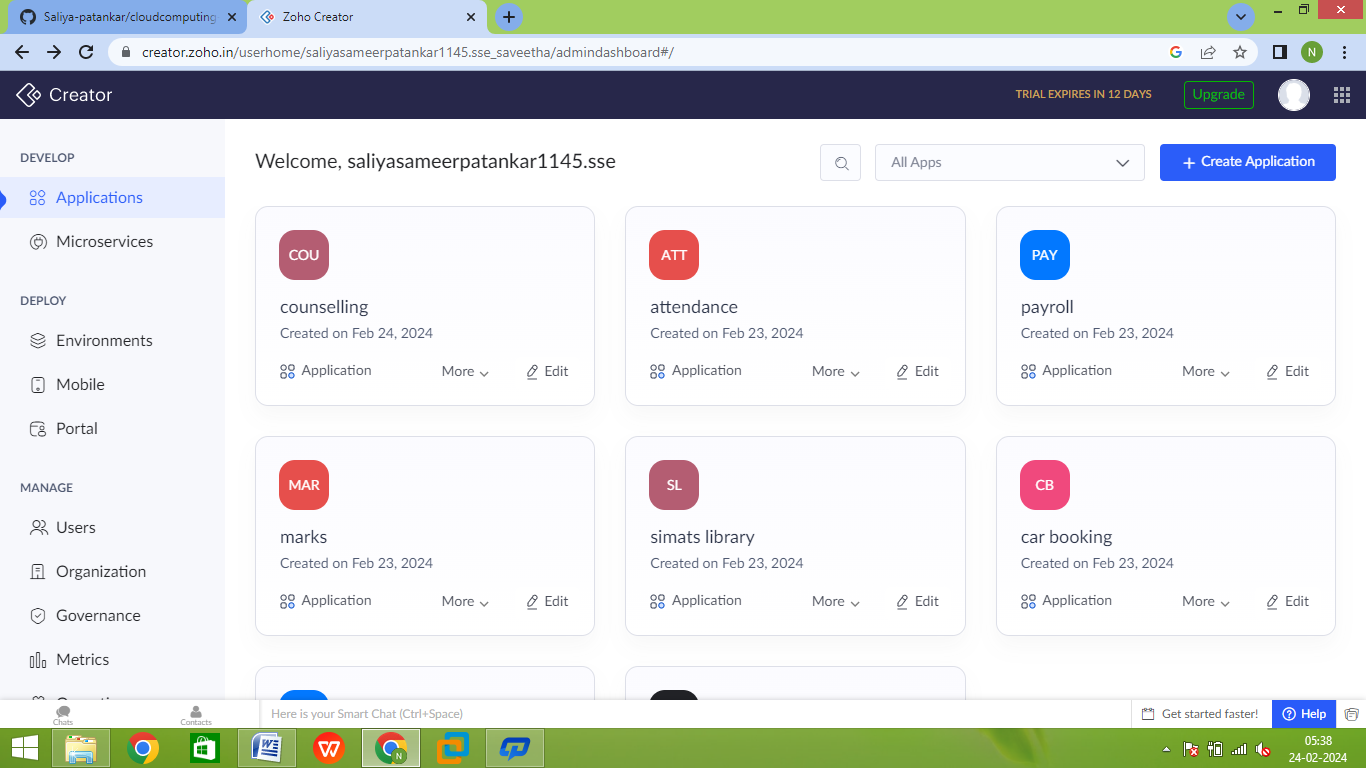 Saliya-patankar/cloudcomputing
Zoho Creator
creator.zoho.in/userhome/saliyasameerpatankar1145.sse_saveetha/admindashboard#/
N
Creator
TRIAL EXPIRES IN 12 DAYS
Upgrade
DEVELOP
Applications
Microservices
DEPLOY
Environments
Mobile
Portal
MANAGE
Users
Organization
Governance
Metrics
Welcome, saliyasameerpatankar1145.sse
All Apps
+ Create Application
COU
counselling
Created on Feb 24, 2024
Application More Edit
ATT
attendance
Created on Feb 23, 2024
Application More Edit
PAY
payroll
Created on Feb 23, 2024
Application More Edit
MAR
marks
Created on Feb 23, 2024
Application More Edit
SL
simats library
Created on Feb 23, 2024
Application More Edit
CB
car booking
Created on Feb 23, 2024
Application More Edit
Chats
Contacts
Here is your Smart Chat (Ctrl+Space)
Get started faster!
Help
N
05:38
24-02-2024